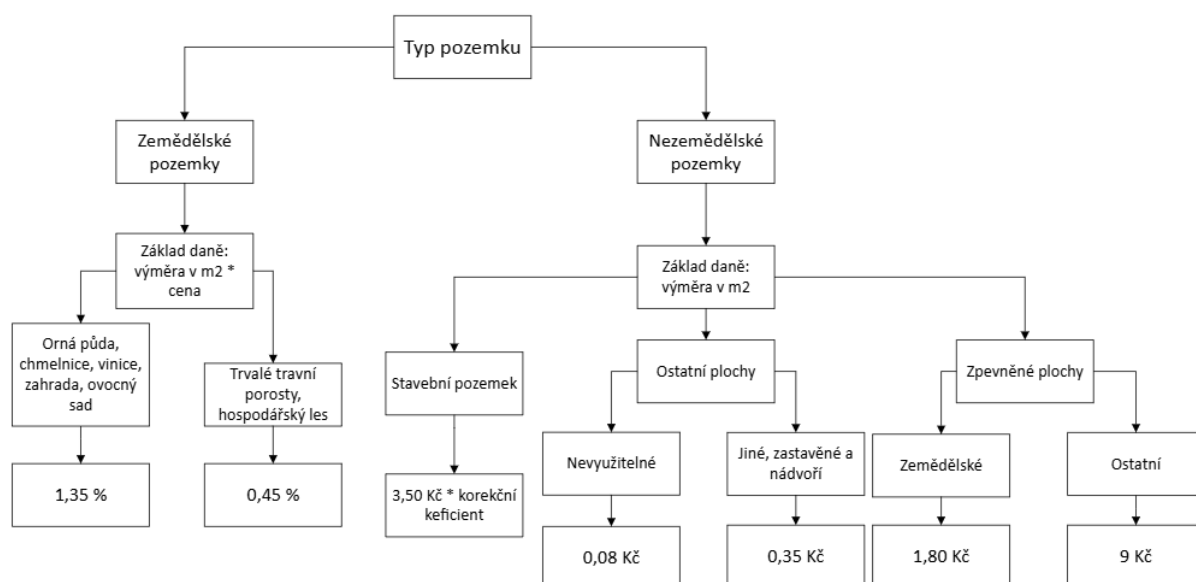 Typ pozemku
Zemědělské
pozemky
Nezemědělské
pozemky
Základ daně:
výměra v m2 *
cena
Základ daně:
výměra v m2
Orná půda,
chmelnice, vinice,
zahrada, ovocný
sad
Trvalé travní
porosty,
hospodářský les
Stavební pozemek
Ostatní plochy
Zpevněné plochy
Nevyužitelné
Jiné, zastavěné a
nádvoří
Zemědělské
Ostatní
1,35 %
0,45 %
3,50 Kč * korekční
keficient
0,08 Kč
0,35 Kč
1,80 Kč
9 Kč